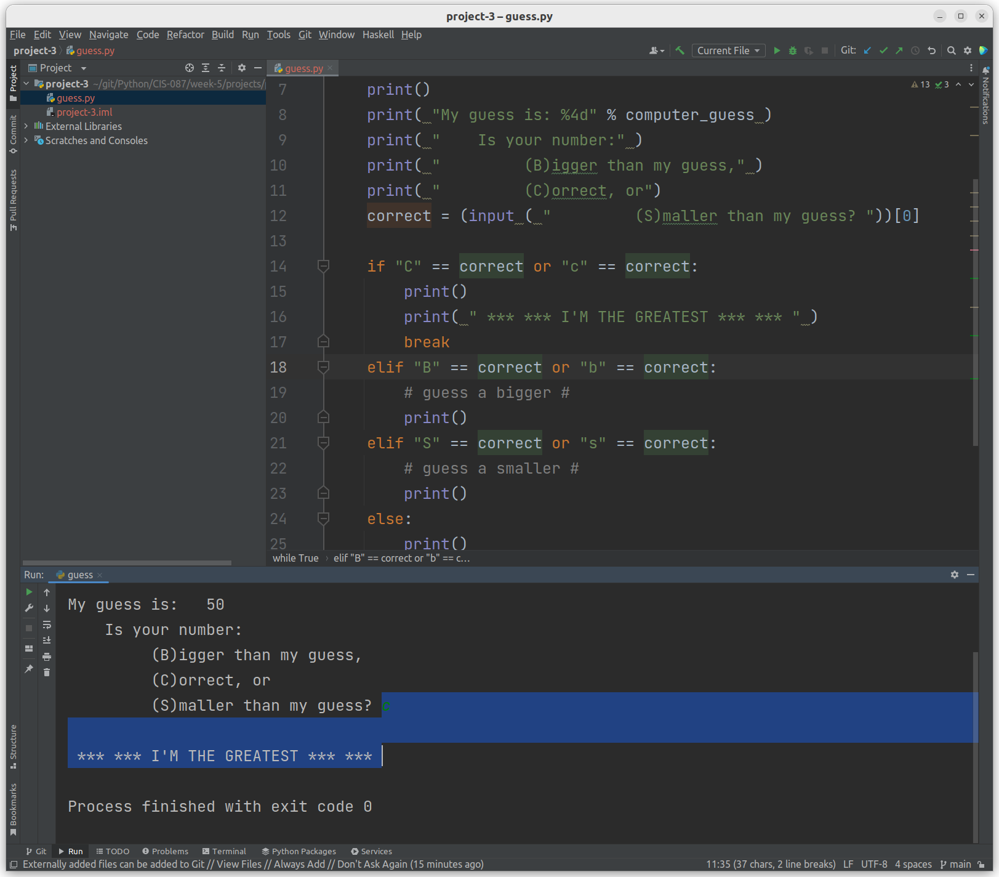 project-3 – guess.py
File Edit View Navigate Code Refactor Build Run Tools Git Window Haskell Help
project-3 guess.py Current File Git:
Project
project-3 ~/git/Python/CIS-087/week-5/projects/
guess.py
project-3.iml
External Libraries
Scratches and Consoles
Project
Commit
Pull Requests
Structure
Bookmarks
Notifications
guess.py
13 3
7 print()
8 print( "My guess is: %4d" % computer_guess )
9 print( "    Is your number:" )
10 print( "         (B)igger than my guess," )
11 print( "         (C)orrect, or")
12 correct = (input ( "         (S)maller than my guess? "))[0]
13
14 if "C" == correct or "c" == correct:
15 print()
16 print( " *** *** I'M THE GREATEST *** *** " )
17 break
18 elif "B" == correct or "b" == correct:
19 # guess a bigger #
20 print()
21 elif "S" == correct or "s" == correct:
22 # guess a smaller #
23 print()
24 else:
25 print()
while True › elif "B" == correct or "b" == c...
Run: guess
My guess is:   50
Is your number:
(B)igger than my guess,
(C)orrect, or
(S)maller than my guess? c
*** *** I'M THE GREATEST *** ***
Process finished with exit code 0
Git Run TODO Problems Terminal Python Packages Services
Externally added files can be added to Git // View Files // Always Add // Don't Ask Again (15 minutes ago) 11:35 (37 chars, 2 line breaks) LF UTF-8 4 spaces main